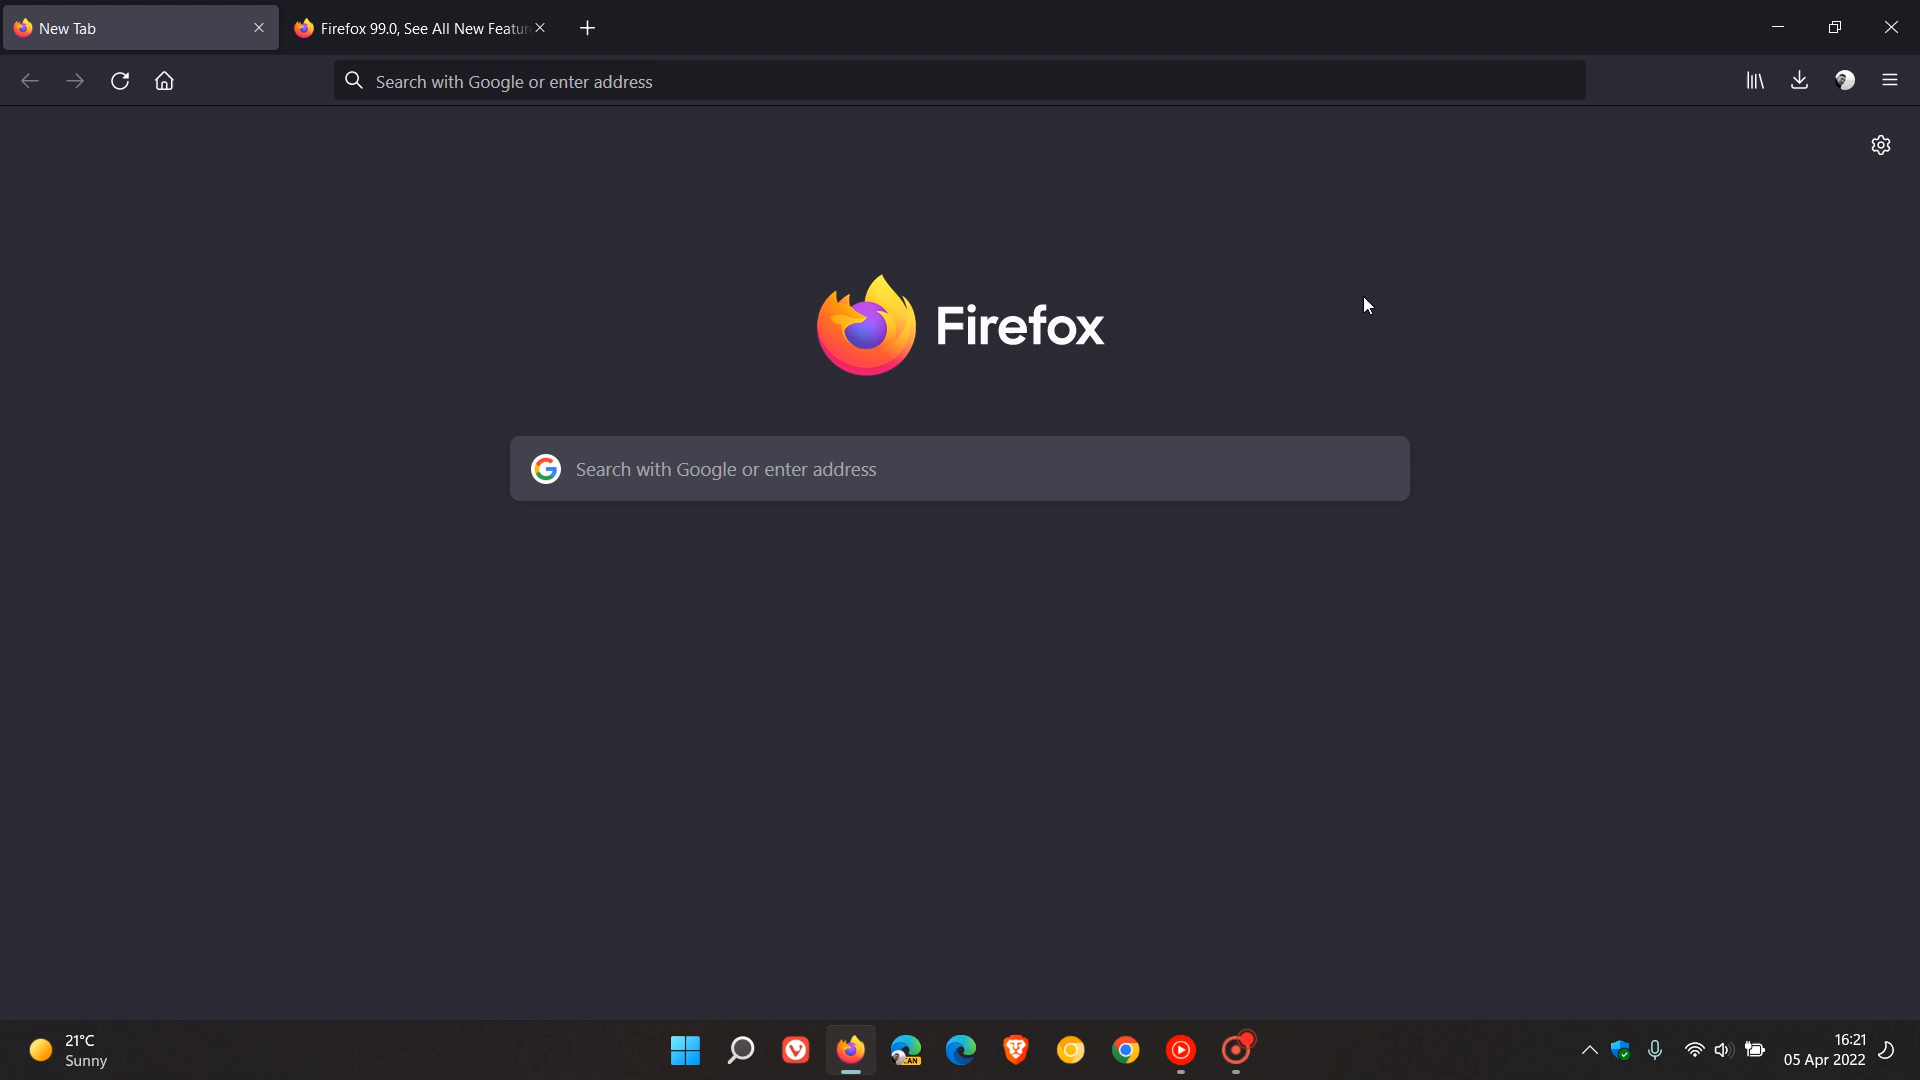 New Tab
Firefox 99.0, See All New Featur
Search with Google or enter address
Firefox
Search with Google or enter address
21°C
Sunny
CAN
16:21
05 Apr 2022